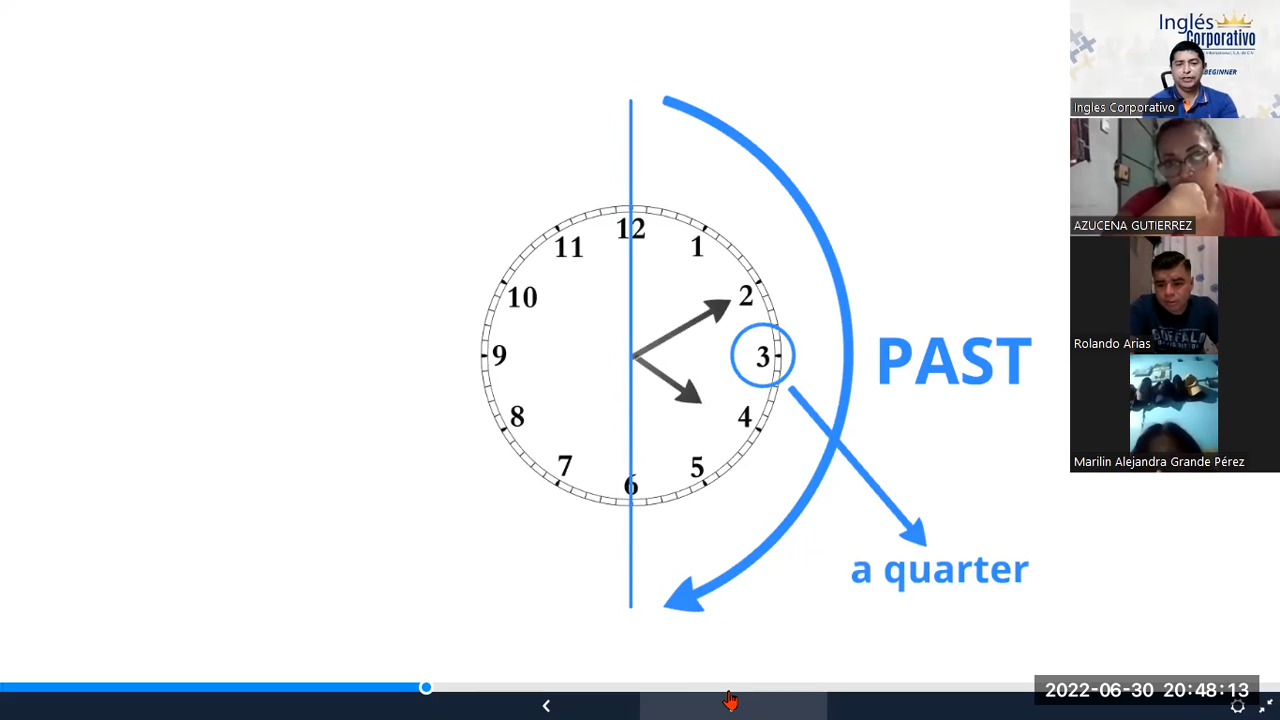 12
11
1
10
2
9
3
8
4
7
5
6
PAST
a quarter
Inglés
Corporativo
BEGINNER
Ingles Corporativo
AZUCENA GUTIERREZ
Rolando Arias
Marilin Alejandra Grande Pérez
2022-06-30 20:48:13